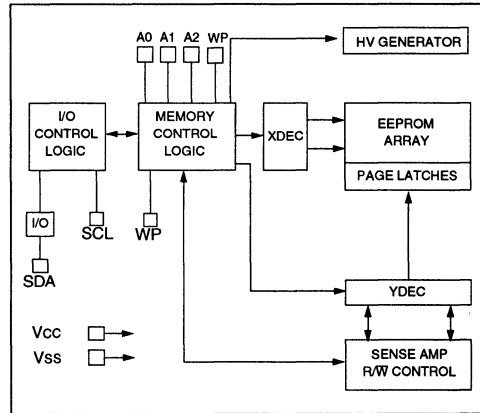 A0 A1 A2 WP
HV GENERATOR
I/O
CONTROL
LOGIC
MEMORY
CONTROL
LOGIC
XDEC
EEPROM
ARRAY
PAGE LATCHES
I/O
SCL
WP
SDA
YDEC
Vcc
Vss
SENSE AMP
R/W̅ CONTROL